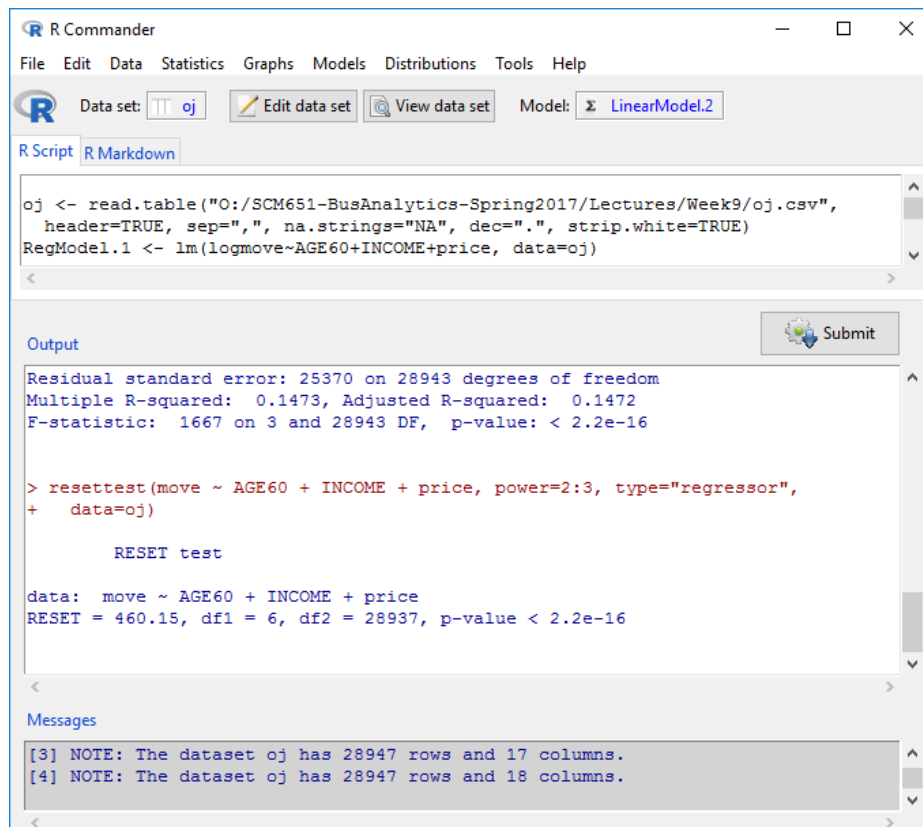 R Commander
File Edit Data Statistics Graphs Models Distributions Tools Help
R Data set: oj Edit data set View data set Model: Σ LinearModel.2
R Script R Markdown
oj <- read.table("O:/SCM651-BusAnalytics-Spring2017/Lectures/Week9/oj.csv",
  header=TRUE, sep=",", na.strings="NA", dec=".", strip.white=TRUE)
RegModel.1 <- lm(logmove~AGE60+INCOME+price, data=oj)
Output
Submit
Residual standard error: 25370 on 28943 degrees of freedom
Multiple R-squared:  0.1473, Adjusted R-squared:  0.1472
F-statistic:  1667 on 3 and 28943 DF,  p-value: < 2.2e-16
> resettest(move ~ AGE60 + INCOME + price, power=2:3, type="regressor",
+   data=oj)
RESET test
data:  move ~ AGE60 + INCOME + price
RESET = 460.15, df1 = 6, df2 = 28937, p-value < 2.2e-16
Messages
[3] NOTE: The dataset oj has 28947 rows and 17 columns.
[4] NOTE: The dataset oj has 28947 rows and 18 columns.